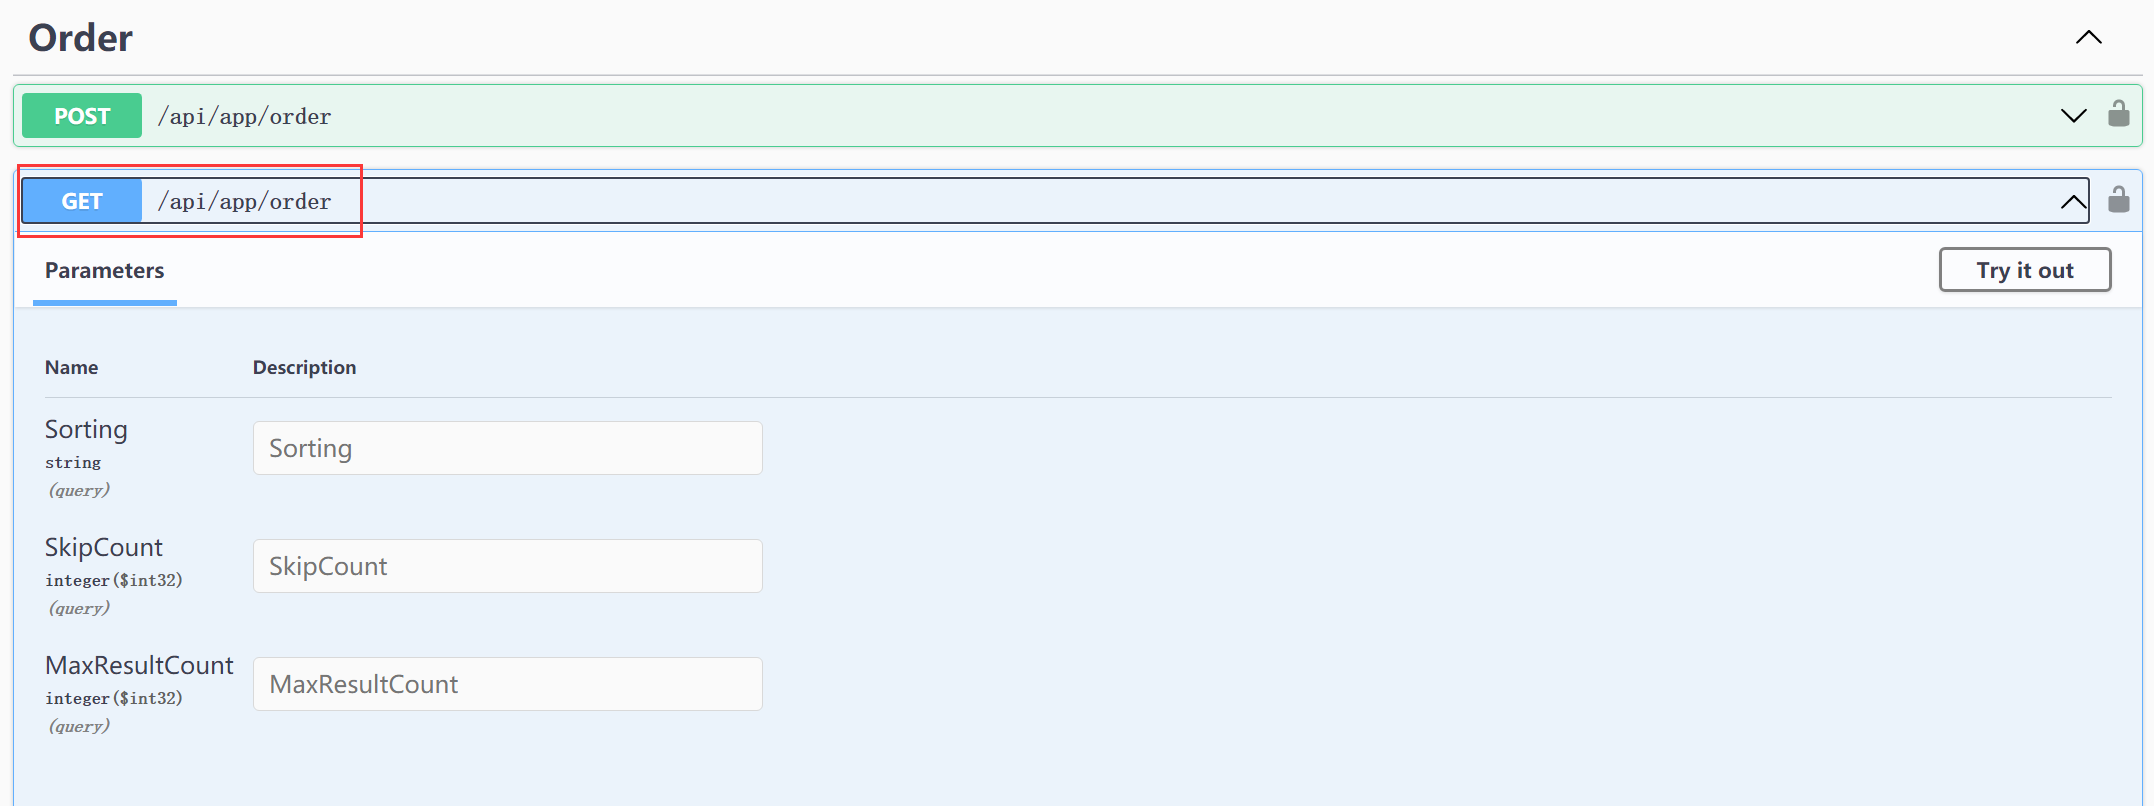 Order
POST /api/app/order
GET /api/app/order
Parameters
Try it out
Name Description
Sorting
string
(query)
Sorting
SkipCount
integer($int32)
(query)
SkipCount
MaxResultCount
integer($int32)
(query)
MaxResultCount